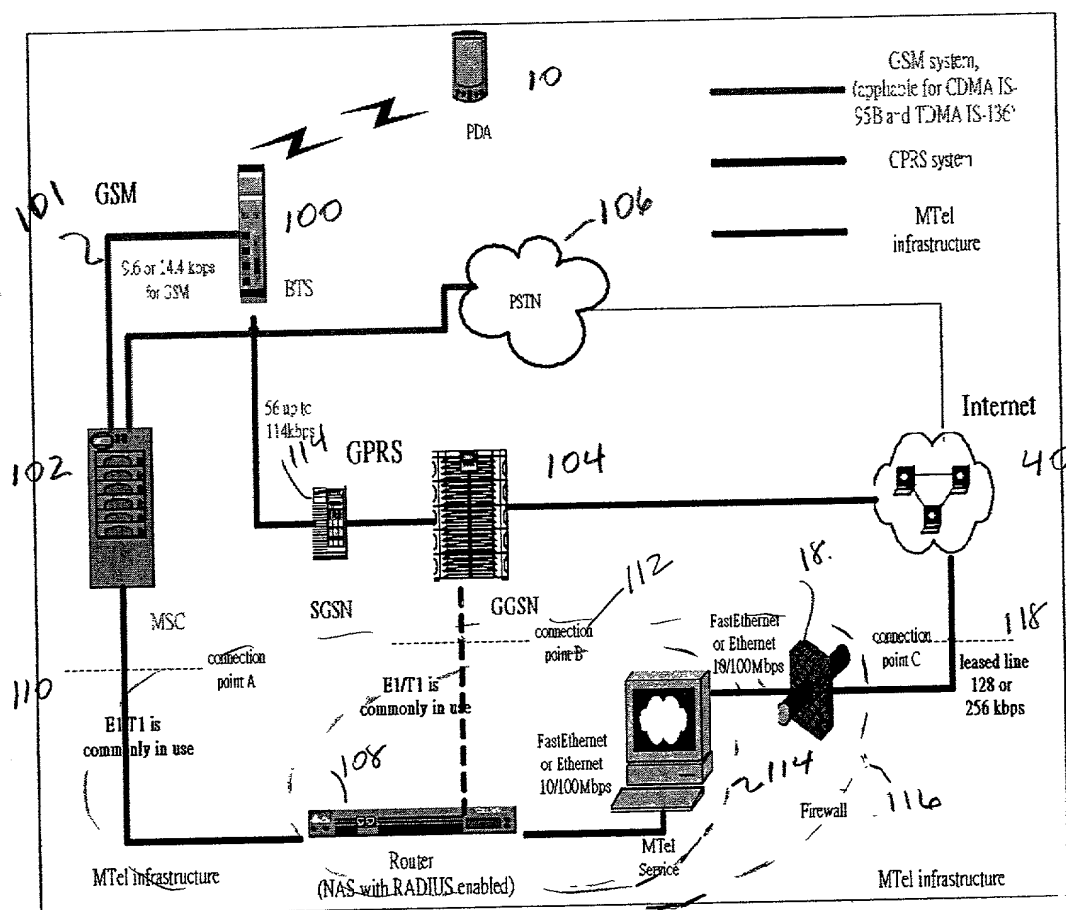 10
PDA
GSM system,
(applicable for CDMA IS-
95B and TDMA IS-136)
CPRS system
MTel
infrastructure
101
GSM
100
9.6 or 14.4 kbps
for GSM
BTS
106
PSTN
56 up to
114kbps
114
GPRS
104
Internet
40
102
MSC
SGSN
GGSN
112
18.
connection
point A
connection
point B
FastEthernet
or Ethernet
10/100Mbps
connection
point C
118
leased line
128 or
256 kbps
110
E1/T1 is
commonly in use
E1/T1 is
commonly in use
108
FastEthernet
or Ethernet
10/100Mbps
114
Firewall
116
MTel infrastructure
Router
(NAS with RADIUS enabled)
MTel
Service
MTel infrastructure